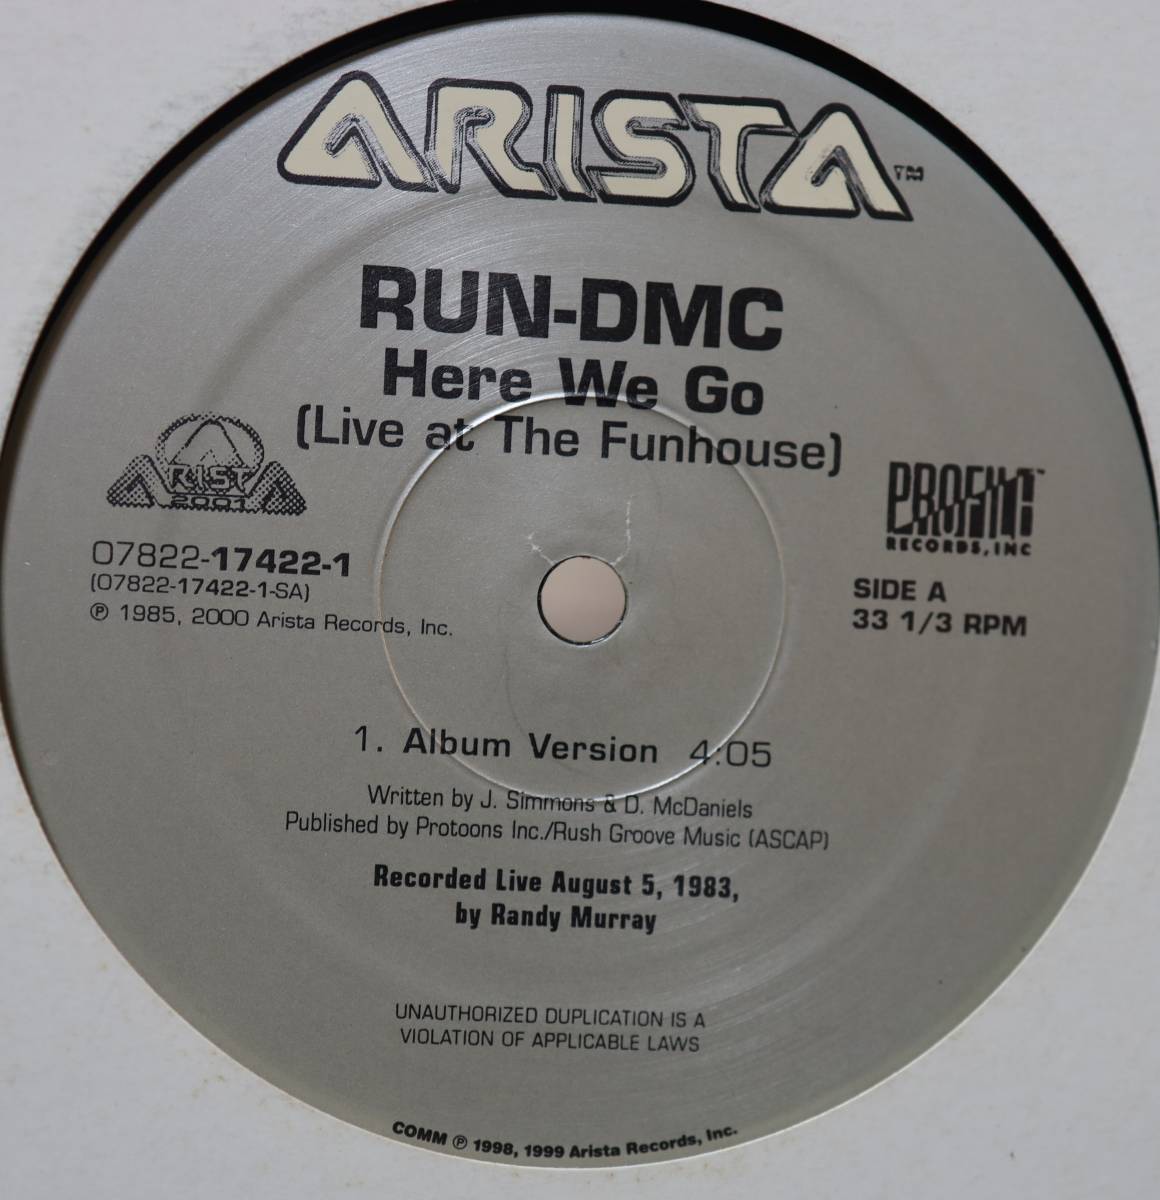 ARISTA™
RUN-DMC
Here We Go
(Live at The Funhouse)
ARISTA
2001
PROFILE™
RECORDS, INC
07822-17422-1
(07822-17422-1-SA)
℗ 1985, 2000 Arista Records, Inc.
SIDE A
33 1/3 RPM
1. Album Version 4:05
Written by J. Simmons & D. McDaniels
Published by Protoons Inc./Rush Groove Music (ASCAP)
Recorded Live August 5, 1983,
by Randy Murray
UNAUTHORIZED DUPLICATION IS A
VIOLATION OF APPLICABLE LAWS
COMM ℗ 1998, 1999 Arista Records, Inc.